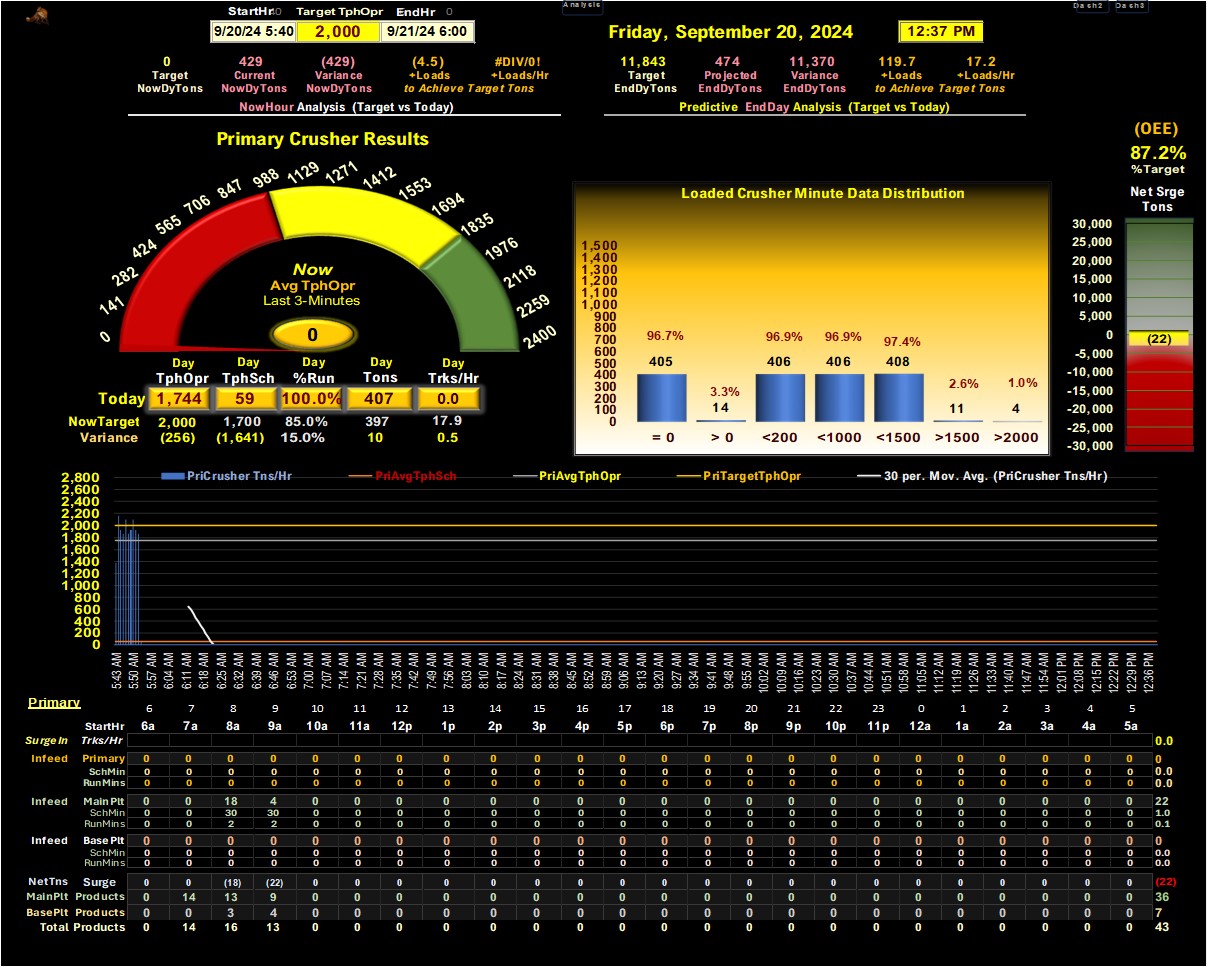 Analysis Dash2 Dash3
StartHr 0 Target TphOpr EndHr 0
9/20/24 5:40 2,000 9/21/24 6:00
Friday, September 20, 2024 12:37 PM
0 429 (429) (4.5) #DIV/0!
Target Current Variance +Loads +Loads/Hr
NowDyTons NowDyTons NowDyTons to Achieve Target Tons
NowHour Analysis (Target vs Today)
11,843 474 11,370 119.7 17.2
Target Projected Variance +Loads +Loads/Hr
EndDyTons EndDyTons EndDyTons to Achieve Target Tons
Predictive EndDay Analysis (Target vs Today)
Primary Crusher Results
0 141 282 424 565 706 847 988 1129 1271 1412 1553 1694 1835 1976 2118 2259 2400
Now
Avg TphOpr
Last 3-Minutes
0
Day Day Day Day Day
TphOpr TphSch %Run Tons Trks/Hr
Today 1,744 59 100.0% 407 0.0
NowTarget 2,000 1,700 85.0% 397 17.9
Variance (256) (1,641) 15.0% 10 0.5
Loaded Crusher Minute Data Distribution
1,500
1,400
1,300
1,200
1,100
1,000
900
800
700
600
500
400
300
200
100
0
96.7% 3.3% 96.9% 96.9% 97.4% 2.6% 1.0%
405 14 406 406 408 11 4
= 0 > 0 <200 <1000 <1500 >1500 >2000
(OEE)
87.2%
%Target
Net Srge
Tons
30,000
25,000
20,000
15,000
10,000
5,000
0
-5,000
-10,000
-15,000
-20,000
-25,000
-30,000
(22)
PriCrusher Tns/Hr PriAvgTphSch PriAvgTphOpr PriTargetTphOpr 30 per. Mov. Avg. (PriCrusher Tns/Hr)
2,800
2,600
2,400
2,200
2,000
1,800
1,600
1,400
1,200
1,000
800
600
400
200
0
5:43 AM 5:50 AM 5:57 AM 6:04 AM 6:11 AM 6:18 AM 6:25 AM 6:32 AM 6:39 AM 6:46 AM 6:53 AM 7:00 AM 7:07 AM 7:14 AM 7:21 AM 7:28 AM 7:35 AM 7:42 AM 7:49 AM 7:56 AM 8:03 AM 8:10 AM 8:17 AM 8:24 AM 8:31 AM 8:38 AM 8:45 AM 8:52 AM 8:59 AM 9:06 AM 9:13 AM 9:20 AM 9:27 AM 9:34 AM 9:41 AM 9:48 AM 9:55 AM 10:02 AM 10:09 AM 10:16 AM 10:23 AM 10:30 AM 10:37 AM 10:44 AM 10:51 AM 10:58 AM 11:05 AM 11:12 AM 11:19 AM 11:26 AM 11:33 AM 11:40 AM 11:47 AM 11:54 AM 12:01 PM 12:08 PM 12:15 PM 12:22 PM 12:29 PM 12:36 PM
Primary 6 7 8 9 10 11 12 13 14 15 16 17 18 19 20 21 22 23 0 1 2 3 4 5
StartHr 6a 7a 8a 9a 10a 11a 12p 1p 2p 3p 4p 5p 6p 7p 8p 9p 10p 11p 12a 1a 2a 3a 4a 5a
SurgeIn Trks/Hr 0.0
Infeed Primary 0 0 0 0 0 0 0 0 0 0 0 0 0 0 0 0 0 0 0 0 0 0 0 0 0
SchMin 0 0 0 0 0 0 0 0 0 0 0 0 0 0 0 0 0 0 0 0 0 0 0 0 0.0
RunMins 0 0 0 0 0 0 0 0 0 0 0 0 0 0 0 0 0 0 0 0 0 0 0 0 0.0
Infeed MainPlt 0 0 18 4 0 0 0 0 0 0 0 0 0 0 0 0 0 0 0 0 0 0 0 0 22
SchMin 0 0 30 30 0 0 0 0 0 0 0 0 0 0 0 0 0 0 0 0 0 0 0 0 1.0
RunMins 0 0 2 2 0 0 0 0 0 0 0 0 0 0 0 0 0 0 0 0 0 0 0 0 0.1
Infeed BasePlt 0 0 0 0 0 0 0 0 0 0 0 0 0 0 0 0 0 0 0 0 0 0 0 0 0
SchMin 0 0 0 0 0 0 0 0 0 0 0 0 0 0 0 0 0 0 0 0 0 0 0 0 0.0
RunMins 0 0 0 0 0 0 0 0 0 0 0 0 0 0 0 0 0 0 0 0 0 0 0 0 0.0
NetTns Surge 0 0 (18) (22) 0 0 0 0 0 0 0 0 0 0 0 0 0 0 0 0 0 0 0 0 (22)
MainPlt Products 0 14 13 9 0 0 0 0 0 0 0 0 0 0 0 0 0 0 0 0 0 0 0 0 36
BasePlt Products 0 0 3 4 0 0 0 0 0 0 0 0 0 0 0 0 0 0 0 0 0 0 0 0 7
Total Products 0 14 16 13 0 0 0 0 0 0 0 0 0 0 0 0 0 0 0 0 0 0 0 0 43